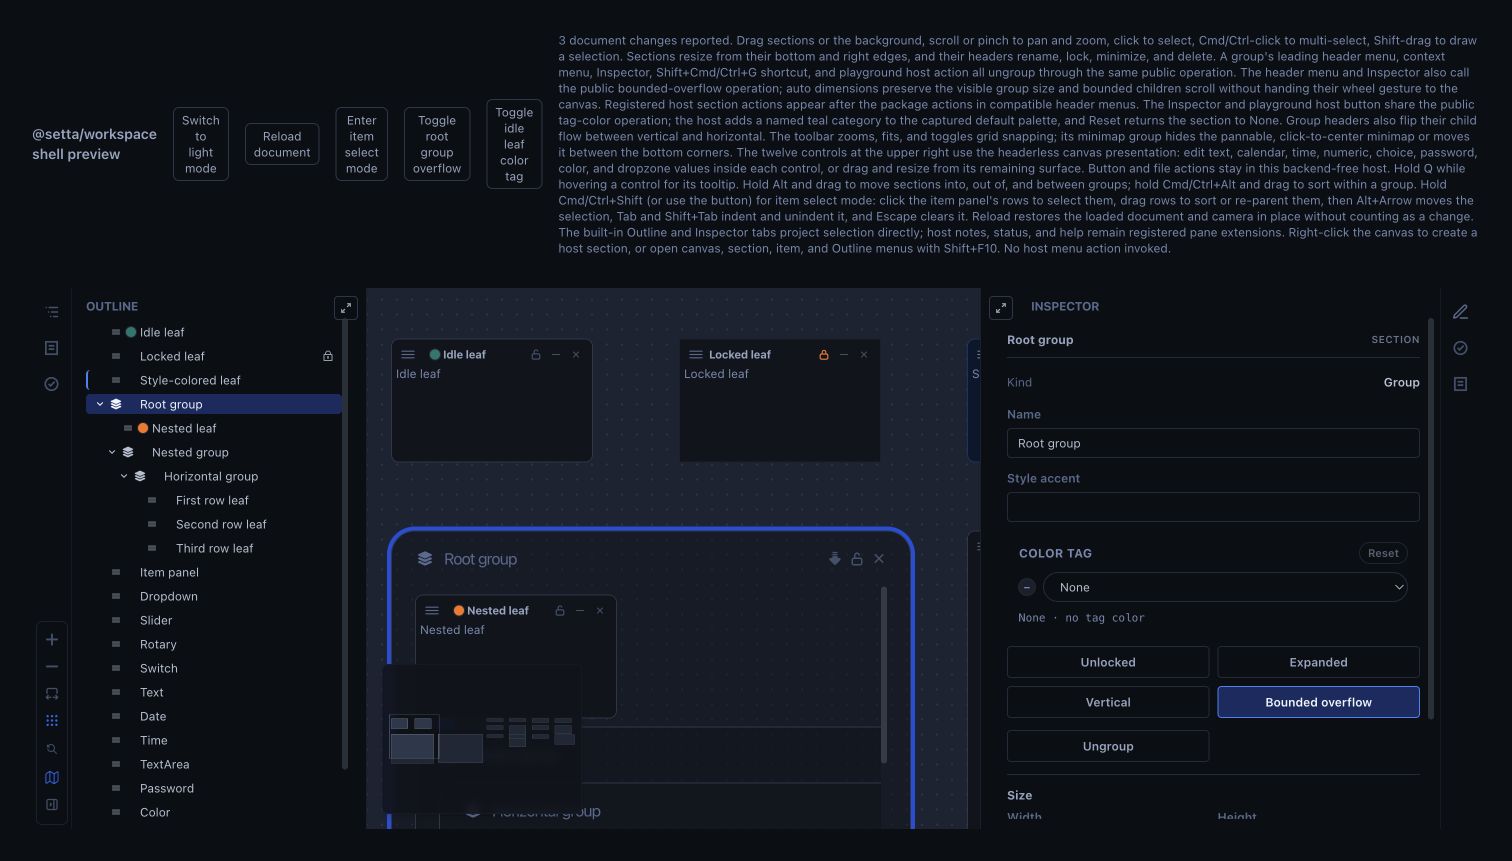 @setta/workspace
shell preview
Switch
to
light
mode
Reload
document
Enter
item
select
mode
Toggle
root
group
overflow
Toggle
idle
leaf
color
tag
3 document changes reported. Drag sections or the background, scroll or pinch to pan and zoom, click to select, Cmd/Ctrl-click to multi-select, Shift-drag to draw
a selection. Sections resize from their bottom and right edges, and their headers rename, lock, minimize, and delete. A group's leading header menu, context
menu, Inspector, Shift+Cmd/Ctrl+G shortcut, and playground host action all ungroup through the same public operation. The header menu and Inspector also call
the public bounded-overflow operation; auto dimensions preserve the visible group size and bounded children scroll without handing their wheel gesture to the
canvas. Registered host section actions appear after the package actions in compatible header menus. The Inspector and playground host button share the public
tag-color operation; the host adds a named teal category to the captured default palette, and Reset returns the section to None. Group headers also flip their child
flow between vertical and horizontal. The toolbar zooms, fits, and toggles grid snapping; its minimap group hides the pannable, click-to-center minimap or moves
it between the bottom corners. The twelve controls at the upper right use the headerless canvas presentation: edit text, calendar, time, numeric, choice, password,
color, and dropzone values inside each control, or drag and resize from its remaining surface. Button and file actions stay in this backend-free host. Hold Q while
hovering a control for its tooltip. Hold Alt and drag to move sections into, out of, and between groups; hold Cmd/Ctrl+Alt and drag to sort within a group. Hold
Cmd/Ctrl+Shift (or use the button) for item select mode: click the item panel's rows to select them, drag rows to sort or re-parent them, then Alt+Arrow moves the
selection, Tab and Shift+Tab indent and unindent it, and Escape clears it. Reload restores the loaded document and camera in place without counting as a change.
The built-in Outline and Inspector tabs project selection directly; host notes, status, and help remain registered pane extensions. Right-click the canvas to create a
host section, or open canvas, section, item, and Outline menus with Shift+F10. No host menu action invoked.
OUTLINE
Idle leaf
Locked leaf
Style-colored leaf
Root group
Nested leaf
Nested group
Horizontal group
First row leaf
Second row leaf
Third row leaf
Item panel
Dropdown
Slider
Rotary
Switch
Text
Date
Time
TextArea
Password
Color
Idle leaf
Idle leaf
Locked leaf
Locked leaf
S
Root group
Nested leaf
Nested leaf
Horizontal group
INSPECTOR
Root group
SECTION
Kind
Group
Name
Root group
Style accent
COLOR TAG
Reset
None
None · no tag color
Unlocked
Expanded
Vertical
Bounded overflow
Ungroup
Size
Width
Height